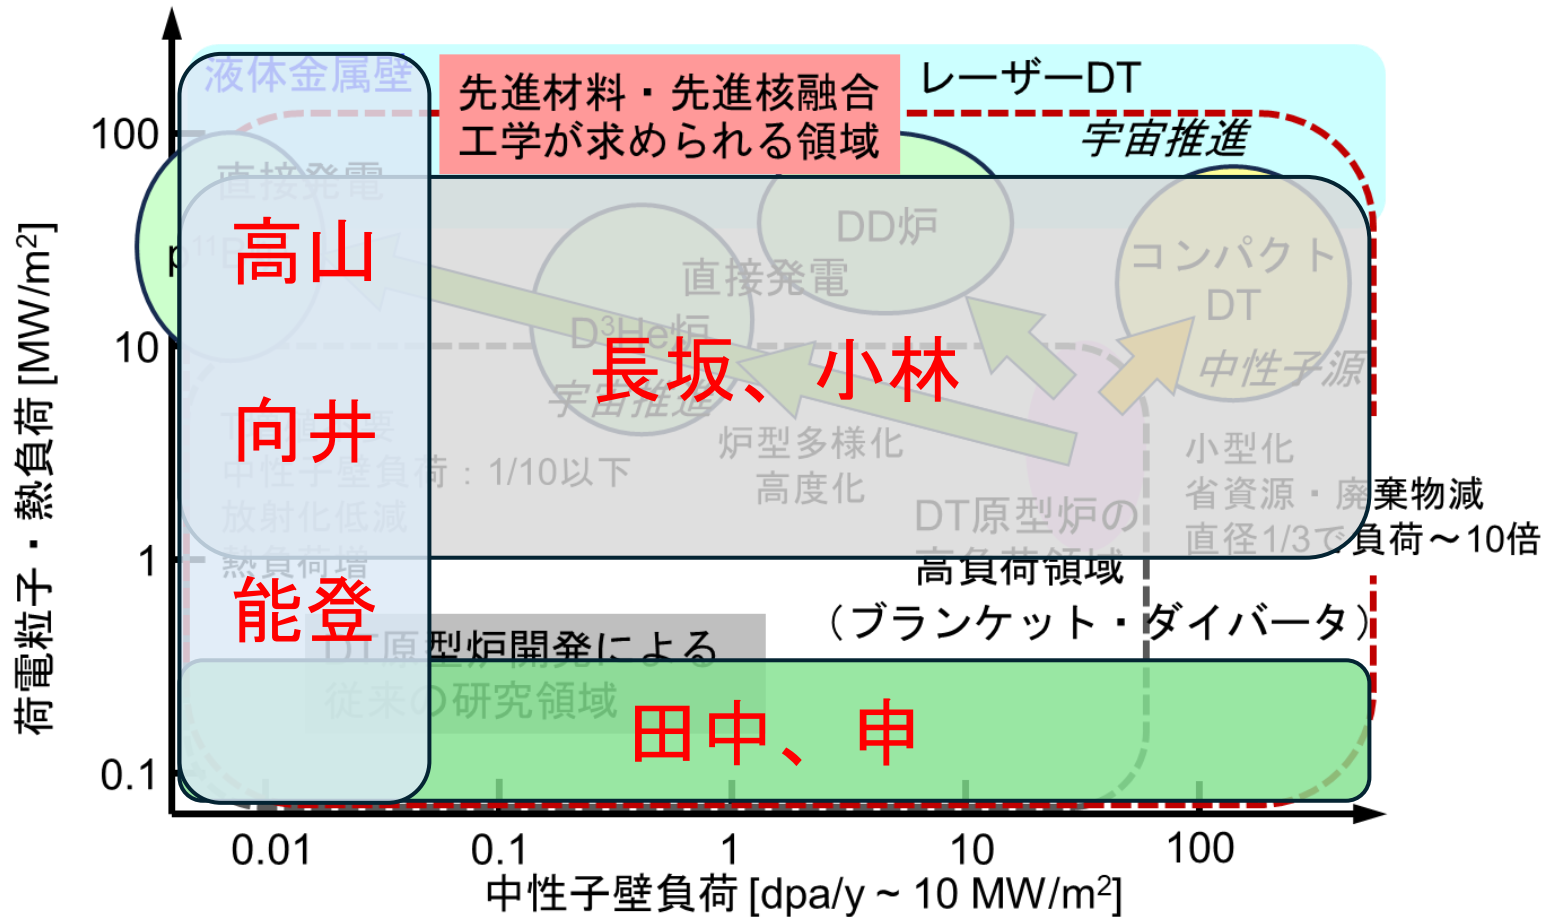 液体金属壁
先進材料・先進核融合
工学が求められる領域
レーザーDT
宇宙推進
100
直接発電
DD炉
コンパクト
DT
高山
p¹¹B
直接発電
D³He炉
宇宙推進
長坂、小林
中性子源
10
向井
中性子壁負荷：1/10以下
放射化低減
熱負荷増
炉型多様化
高度化
小型化
省資源・廃棄物減
直径1/3で負荷～10倍
DT原型炉の
高負荷領域
（ブランケット・ダイバータ）
1
能登
DT原型炉開発による
従来の研究領域
田中、申
0.1
0.01
0.1
1
10
100
中性子壁負荷 [dpa/y ~ 10 MW/m²]
荷電粒子・熱負荷 [MW/m²]